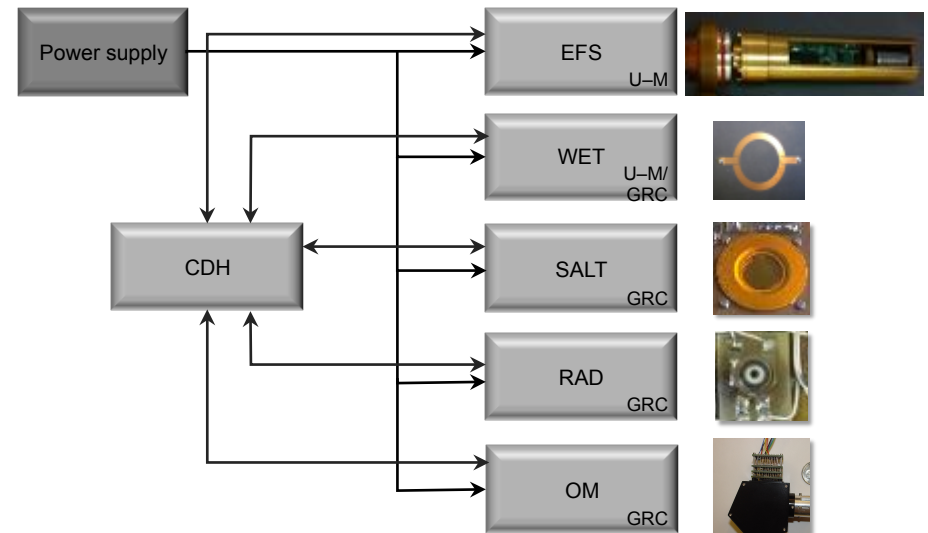 Power supply
EFS
U–M
WET
U–M/
GRC
CDH
SALT
GRC
RAD
GRC
OM
GRC